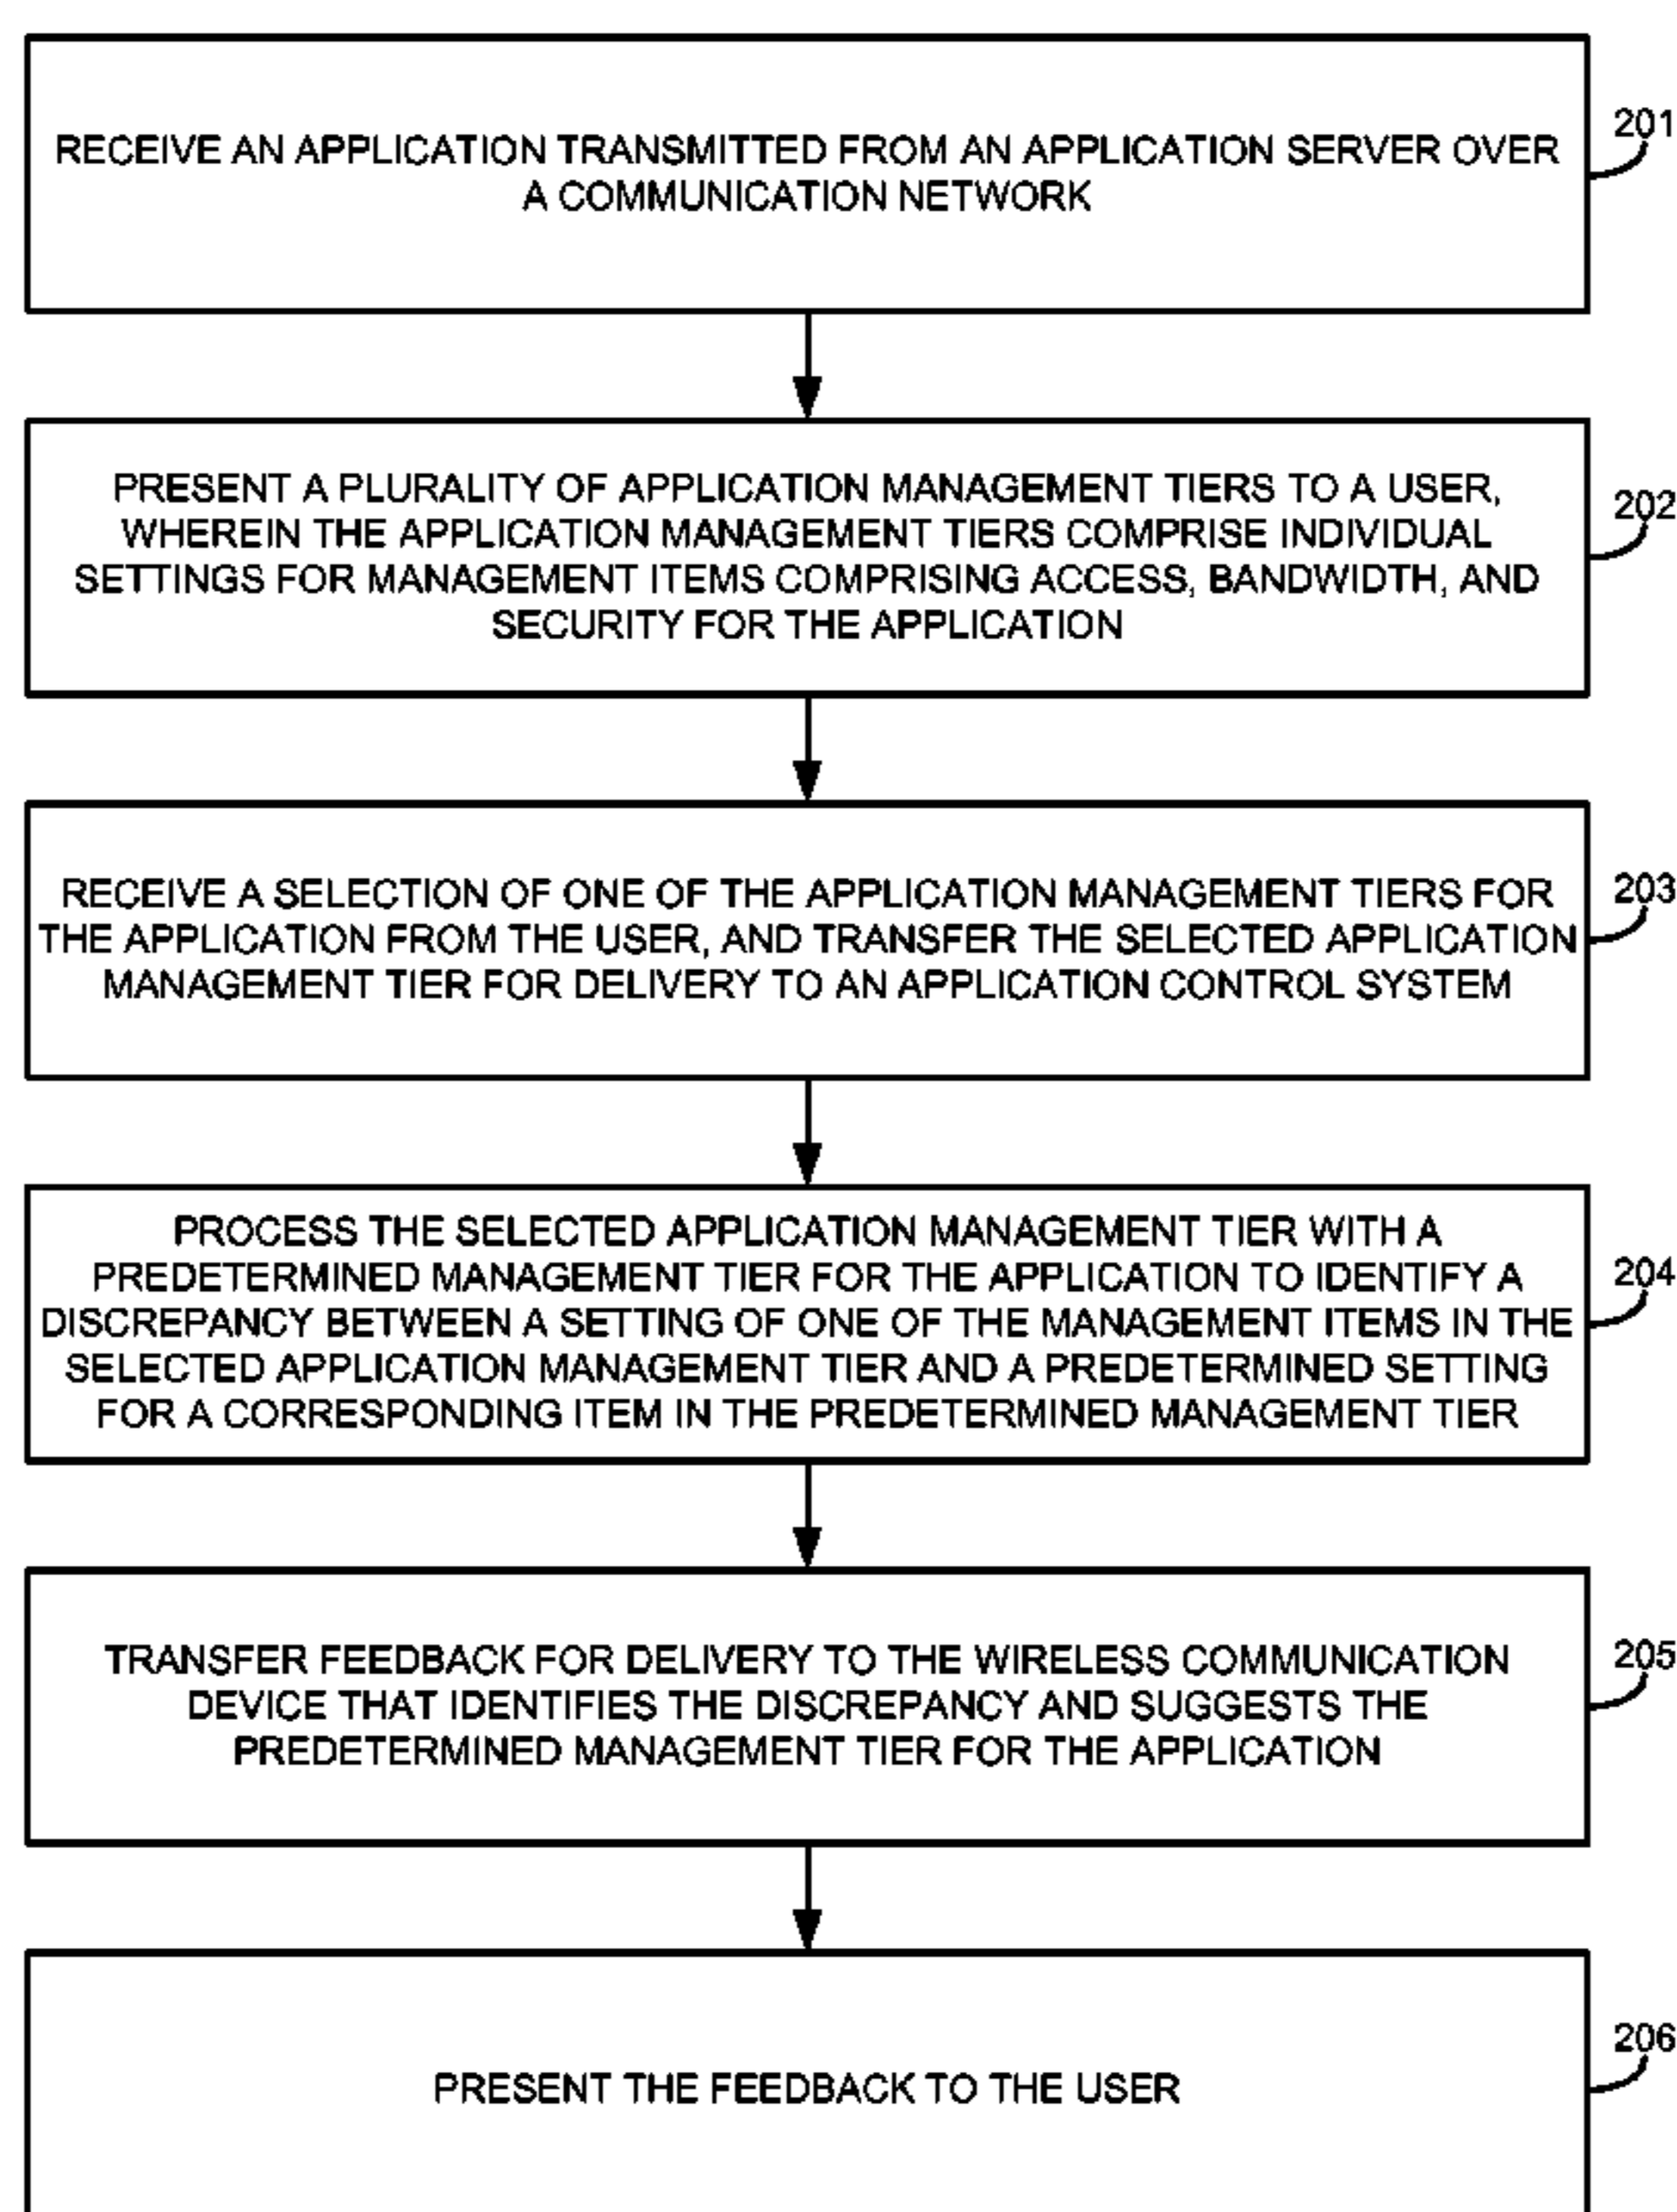 RECEIVE AN APPLICATION TRANSMITTED FROM AN APPLICATION SERVER OVER
A COMMUNICATION NETWORK
201
PRESENT A PLURALITY OF APPLICATION MANAGEMENT TIERS TO A USER,
WHEREIN THE APPLICATION MANAGEMENT TIERS COMPRISE INDIVIDUAL
SETTINGS FOR MANAGEMENT ITEMS COMPRISING ACCESS, BANDWIDTH, AND
SECURITY FOR THE APPLICATION
202
RECEIVE A SELECTION OF ONE OF THE APPLICATION MANAGEMENT TIERS FOR
THE APPLICATION FROM THE USER, AND TRANSFER THE SELECTED APPLICATION
MANAGEMENT TIER FOR DELIVERY TO AN APPLICATION CONTROL SYSTEM
203
PROCESS THE SELECTED APPLICATION MANAGEMENT TIER WITH A
PREDETERMINED MANAGEMENT TIER FOR THE APPLICATION TO IDENTIFY A
DISCREPANCY BETWEEN A SETTING OF ONE OF THE MANAGEMENT ITEMS IN THE
SELECTED APPLICATION MANAGEMENT TIER AND A PREDETERMINED SETTING
FOR A CORRESPONDING ITEM IN THE PREDETERMINED MANAGEMENT TIER
204
TRANSFER FEEDBACK FOR DELIVERY TO THE WIRELESS COMMUNICATION
DEVICE THAT IDENTIFIES THE DISCREPANCY AND SUGGESTS THE
PREDETERMINED MANAGEMENT TIER FOR THE APPLICATION
205
PRESENT THE FEEDBACK TO THE USER
206